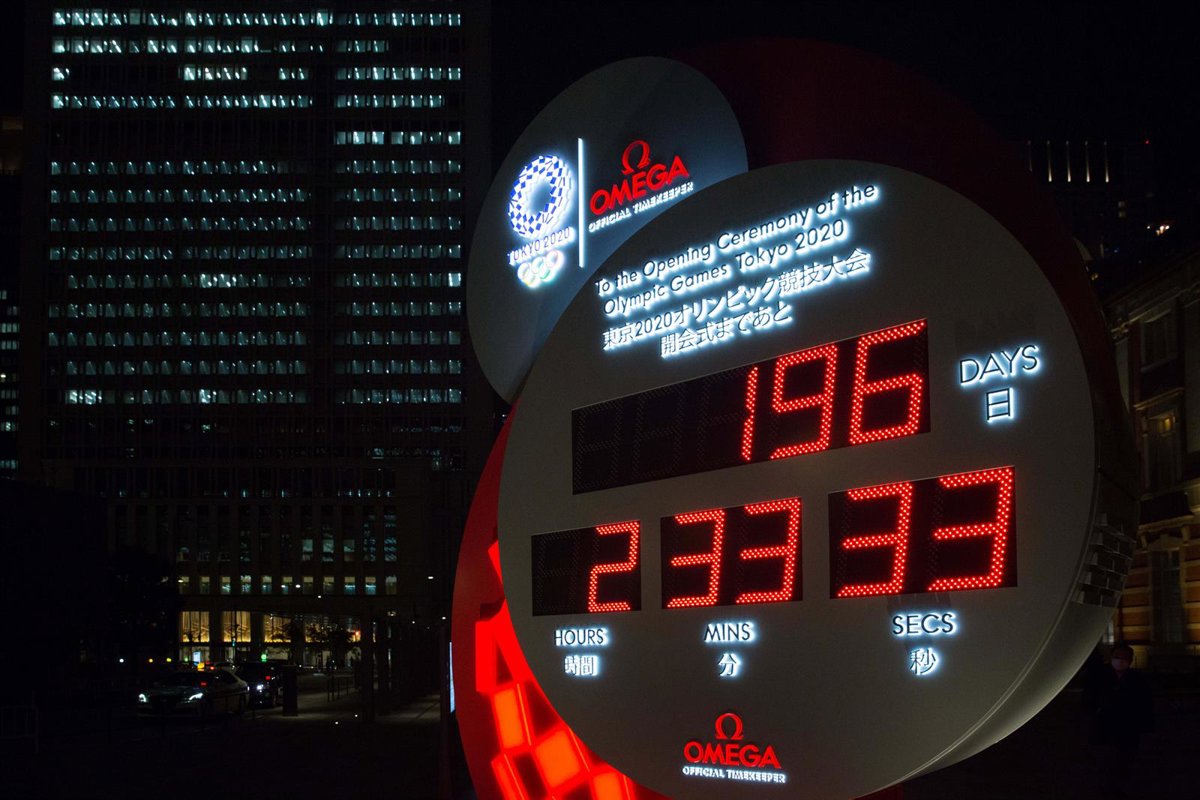 TOKYO 2020
OMEGA
OFFICIAL TIMEKEEPER
To the Opening Ceremony of the
Olympic Games Tokyo 2020
東京2020オリンピック競技大会
開会式まであと
196
DAYS
日
2 33 33
HOURS MINS SECS
時間 分 秒
OMEGA
OFFICIAL TIMEKEEPER